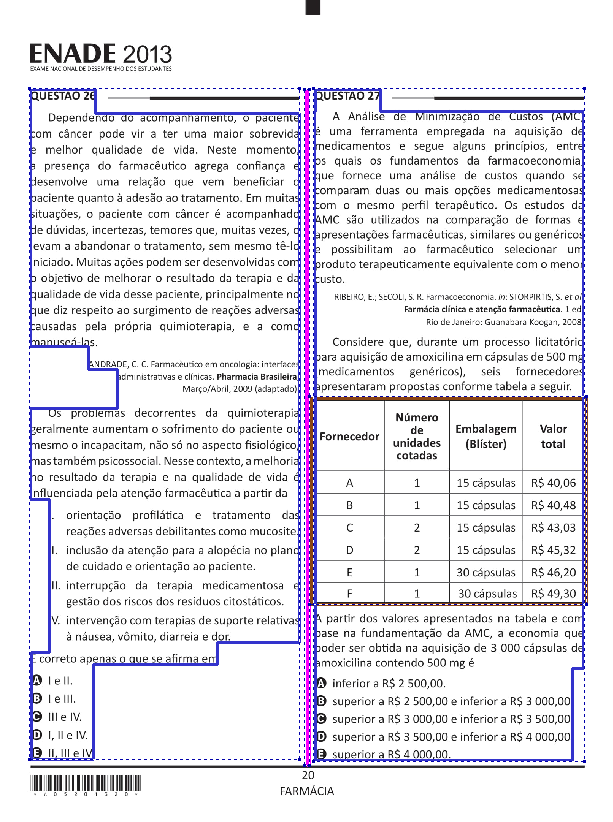 ENADE 2013
EXAME NACIONAL DE DESEMPENHO DOS ESTUDANTES
QUESTÃO 26
Dependendo do acompanhamento, o paciente
com câncer pode vir a ter uma maior sobrevida
e melhor qualidade de vida. Neste momento,
a presença do farmacêutico agrega confiança e
desenvolve uma relação que vem beneficiar o
paciente quanto à adesão ao tratamento. Em muitas
situações, o paciente com câncer é acompanhado
de dúvidas, incertezas, temores que, muitas vezes, o
levam a abandonar o tratamento, sem mesmo tê-lo
iniciado. Muitas ações podem ser desenvolvidas com
o objetivo de melhorar o resultado da terapia e da
qualidade de vida desse paciente, principalmente no
que diz respeito ao surgimento de reações adversas
causadas pela própria quimioterapia, e a como
manuseá-las.
ANDRADE, C. C. Farmacêutico em oncologia: interfaces
administrativas e clínicas. Pharmacia Brasileira,
Março/Abril, 2009 (adaptado).
Os problemas decorrentes da quimioterapia
geralmente aumentam o sofrimento do paciente ou
mesmo o incapacitam, não só no aspecto fisiológico,
mas também psicossocial. Nesse contexto, a melhoria
no resultado da terapia e na qualidade de vida é
influenciada pela atenção farmacêutica a partir da
I. orientação profilática e tratamento das
reações adversas debilitantes como mucosite.
II. inclusão da atenção para a alopécia no plano
de cuidado e orientação ao paciente.
III. interrupção da terapia medicamentosa e
gestão dos riscos dos resíduos citostáticos.
IV. intervenção com terapias de suporte relativas
à náusea, vômito, diarreia e dor.
É correto apenas o que se afirma em
A I e II.
B I e III.
C III e IV.
D I, II e IV.
E II, III e IV.
QUESTÃO 27
A Análise de Minimização de Custos (AMC)
é uma ferramenta empregada na aquisição de
medicamentos e segue alguns princípios, entre
os quais os fundamentos da farmacoeconomia,
que fornece uma análise de custos quando se
comparam duas ou mais opções medicamentosas
com o mesmo perfil terapêutico. Os estudos da
AMC são utilizados na comparação de formas e
apresentações farmacêuticas, similares ou genéricos
e possibilitam ao farmacêutico selecionar um
produto terapeuticamente equivalente com o menor
custo.
RIBEIRO, E.; SECOLI, S. R. Farmacoeconomia. In: STORPIRTIS, S. et al.
Farmácia clínica e atenção farmacêutica. 1 ed.
Rio de Janeiro: Guanabara Koogan, 2008.
Considere que, durante um processo licitatório
para aquisição de amoxicilina em cápsulas de 500 mg
(medicamentos genéricos), seis fornecedores
apresentaram propostas conforme tabela a seguir.
Fornecedor Número de unidades cotadas Embalagem (Blíster) Valor total
A 1 15 cápsulas R$ 40,06
B 1 15 cápsulas R$ 40,48
C 2 15 cápsulas R$ 43,03
D 2 15 cápsulas R$ 45,32
E 1 30 cápsulas R$ 46,20
F 1 30 cápsulas R$ 49,30
A partir dos valores apresentados na tabela e com
base na fundamentação da AMC, a economia que
poder ser obtida na aquisição de 3 000 cápsulas de
amoxicilina contendo 500 mg é
A inferior a R$ 2 500,00.
B superior a R$ 2 500,00 e inferior a R$ 3 000,00.
C superior a R$ 3 000,00 e inferior a R$ 3 500,00.
D superior a R$ 3 500,00 e inferior a R$ 4 000,00.
E superior a R$ 4 000,00.
20
FARMÁCIA